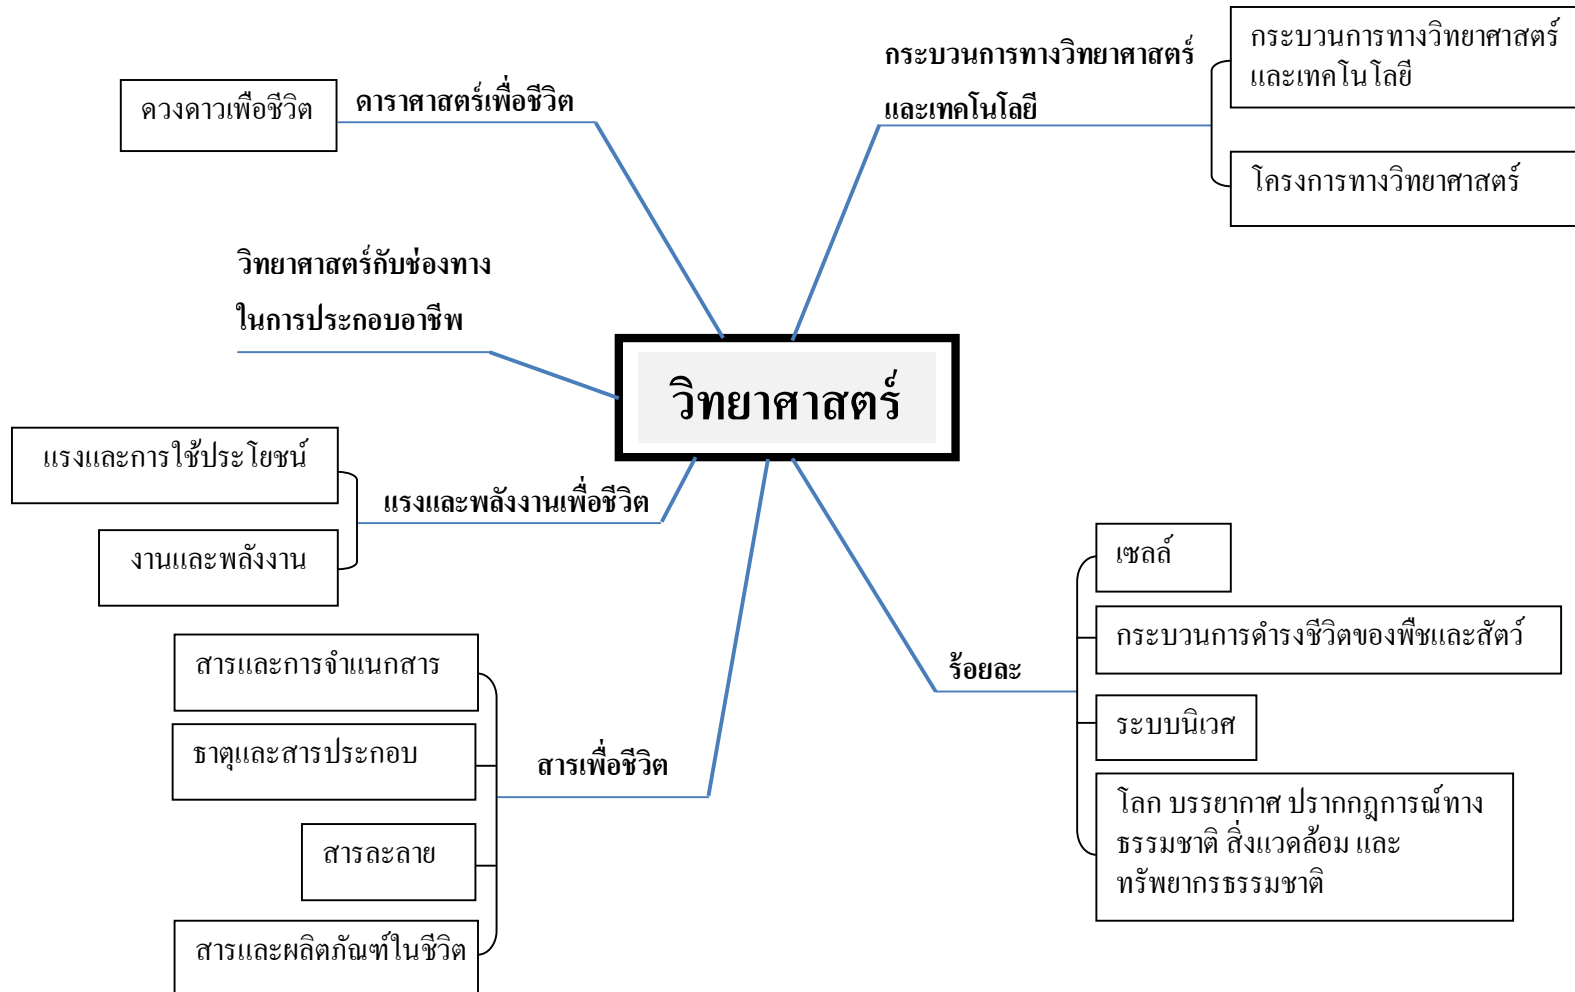 กระบวนการทางวิทยาศาสตร์
และเทคโนโลยี
กระบวนการทางวิทยาศาสตร์
และเทคโนโลยี
โครงการทางวิทยาศาสตร์
ดาราศาสตร์เพื่อชีวิต
ดวงดาวเพือชีวิต
วิทยาศาสตร์กับช่องทาง
ในการประกอบอาชีพ
วิทยาศาสตร์
แรงและการใช้ประโยชน์
แรงและพลังงานเพื่อชีวิต
งานและพลังงาน
สารและการจำแนกสาร
ธาตุและสารประกอบ
สารเพื่อชีวิต
สารละลาย
สารและผลิตภัณฑ์ในชีวิต
ร้อยละ
เซลล์
กระบวนการดำรงชีวิตของพืชและสัตว์
ระบบนิเวศ
โลก บรรยากาศ ปรากกฎการณ์ทาง
ธรรมชาติ สิ่งแวดล้อม และ
ทรัพยากรธรรมชาติ